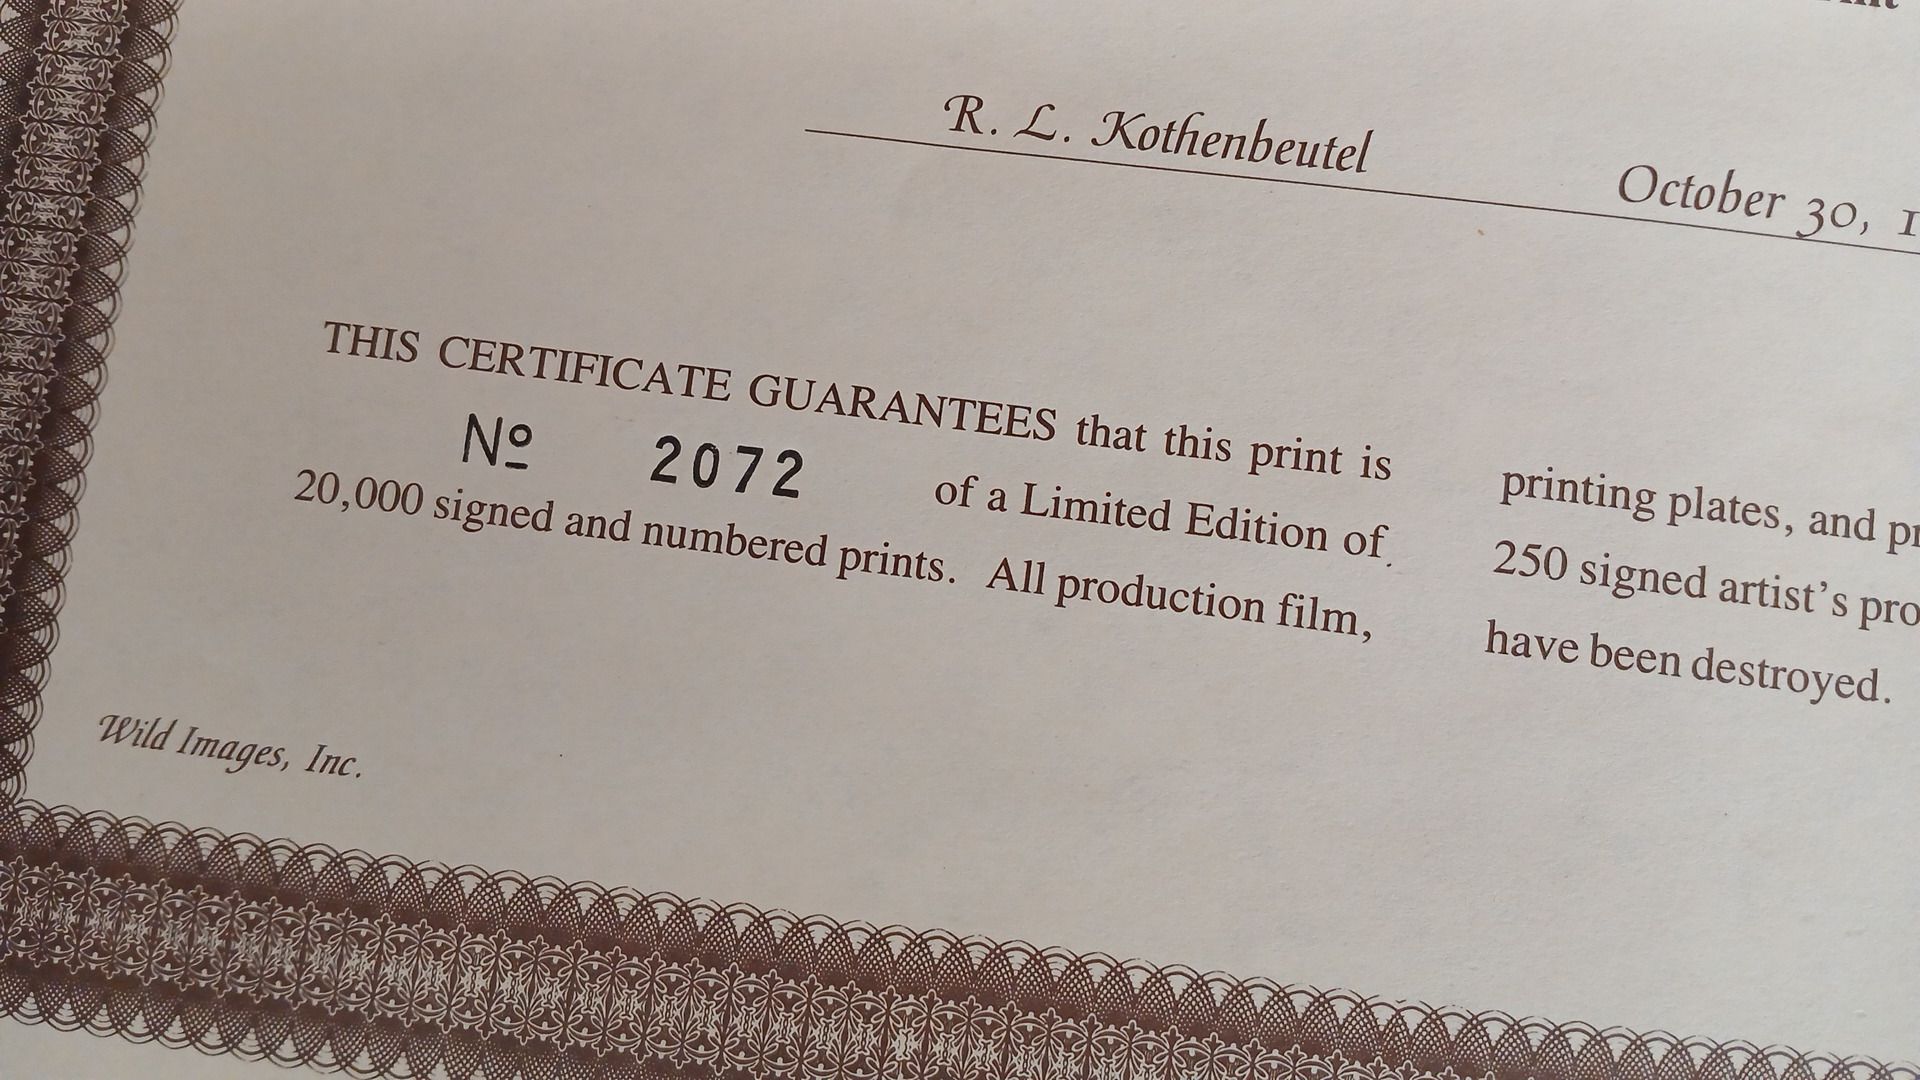 R. L. Kothenbeutel
October 30, 1
THIS CERTIFICATE GUARANTEES that this print is
Nº 2072 of a Limited Edition of
20,000 signed and numbered prints. All production film,
printing plates, and
250 signed artist's
have been destroyed.
Wild Images, Inc.